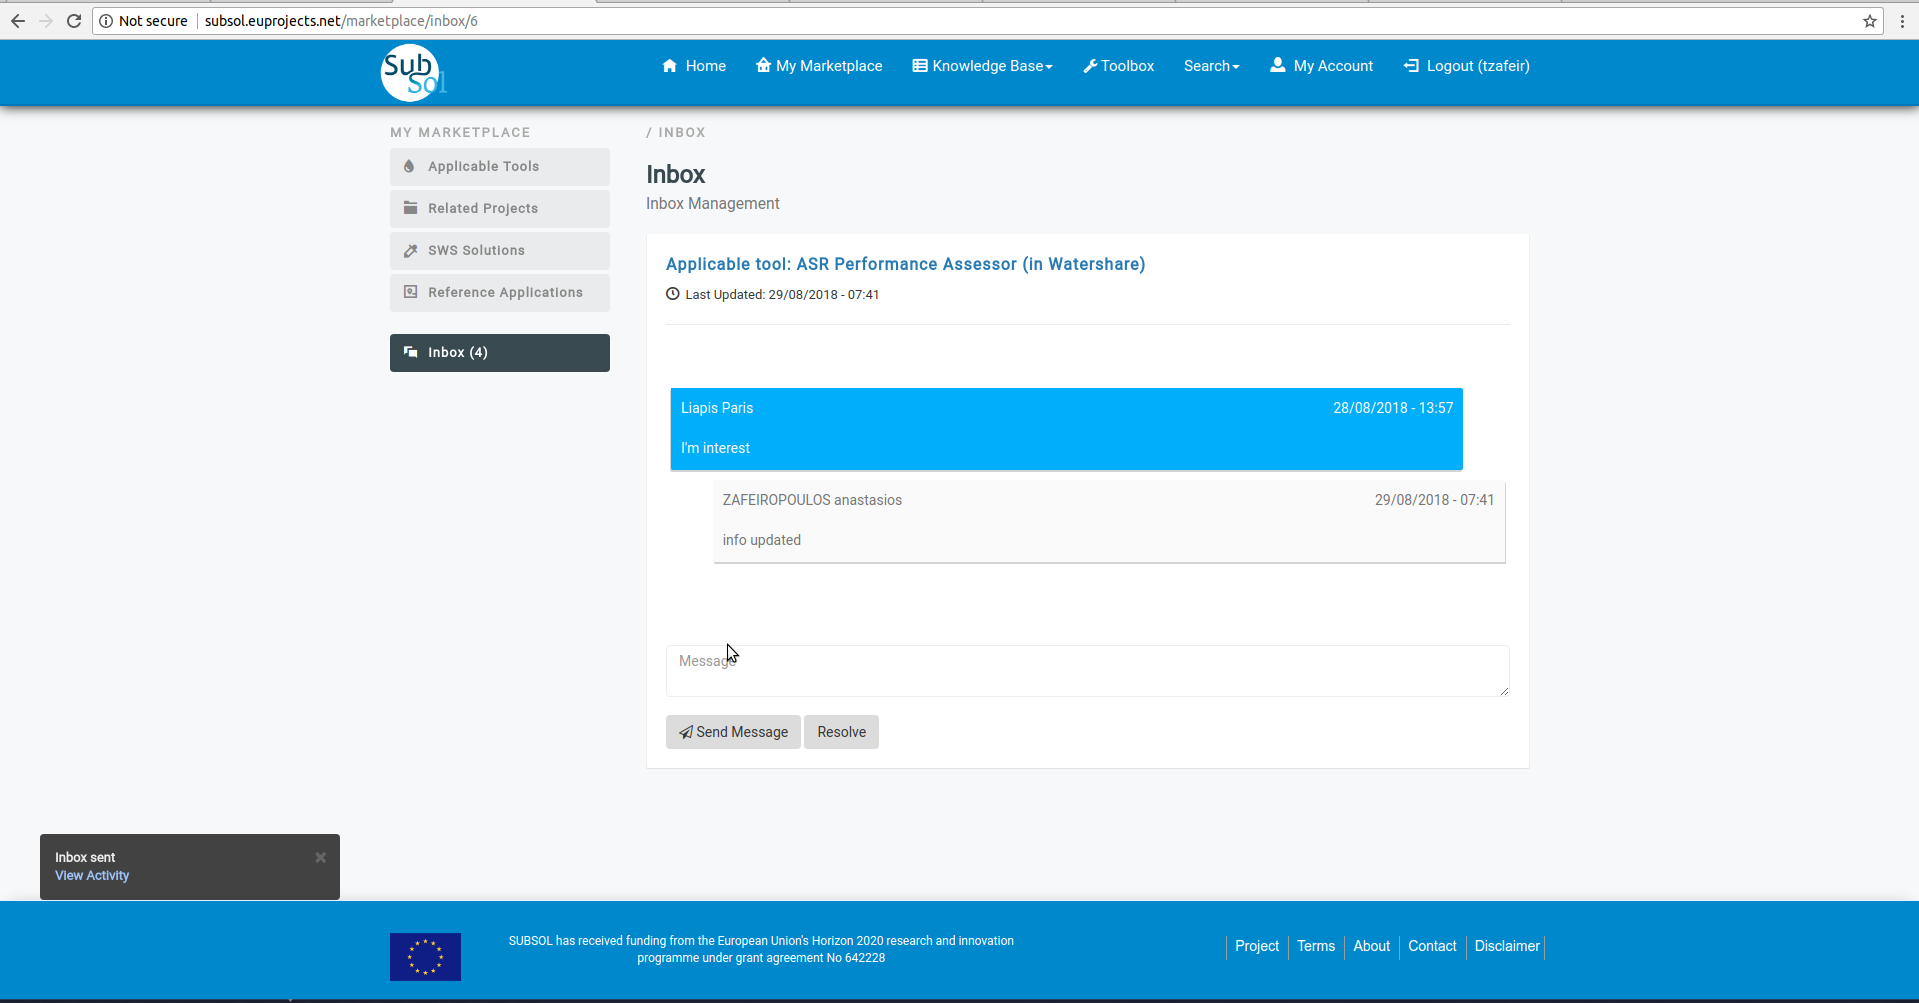 Not secure subsol.euprojects.net/marketplace/inbox/6
Sub
Sol
Home My Marketplace Knowledge Base Toolbox Search My Account Logout (tzafeir)
MY MARKETPLACE
Applicable Tools
Related Projects
SWS Solutions
Reference Applications
Inbox (4)
/ INBOX
Inbox
Inbox Management
Applicable tool: ASR Performance Assessor (in Watershare)
Last Updated: 29/08/2018 - 07:41
Liapis Paris 28/08/2018 - 13:57
I'm interest
ZAFEIROPOULOS anastasios 29/08/2018 - 07:41
info updated
Message
Send Message Resolve
Inbox sent
View Activity
SUBSOL has received funding from the European Union's Horizon 2020 research and innovation
programme under grant agreement No 642228
Project Terms About Contact Disclaimer